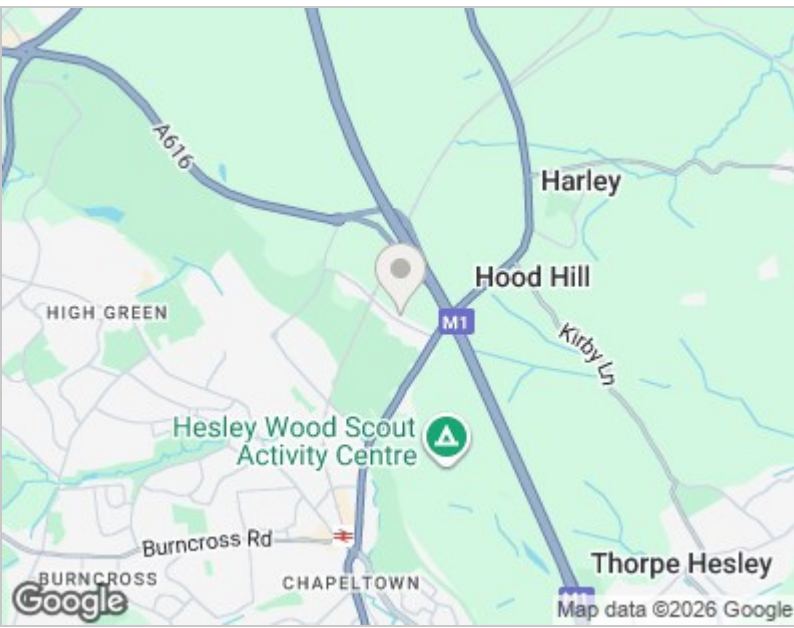 A616
Harley
Hood Hill
M1
HIGH GREEN
Kirby Ln
Hesley Wood Scout
Activity Centre
Burncross Rd
Thorpe Hesley
BURNCROSS
CHAPELTOWN
M1
Google
Map data ©2026 Google